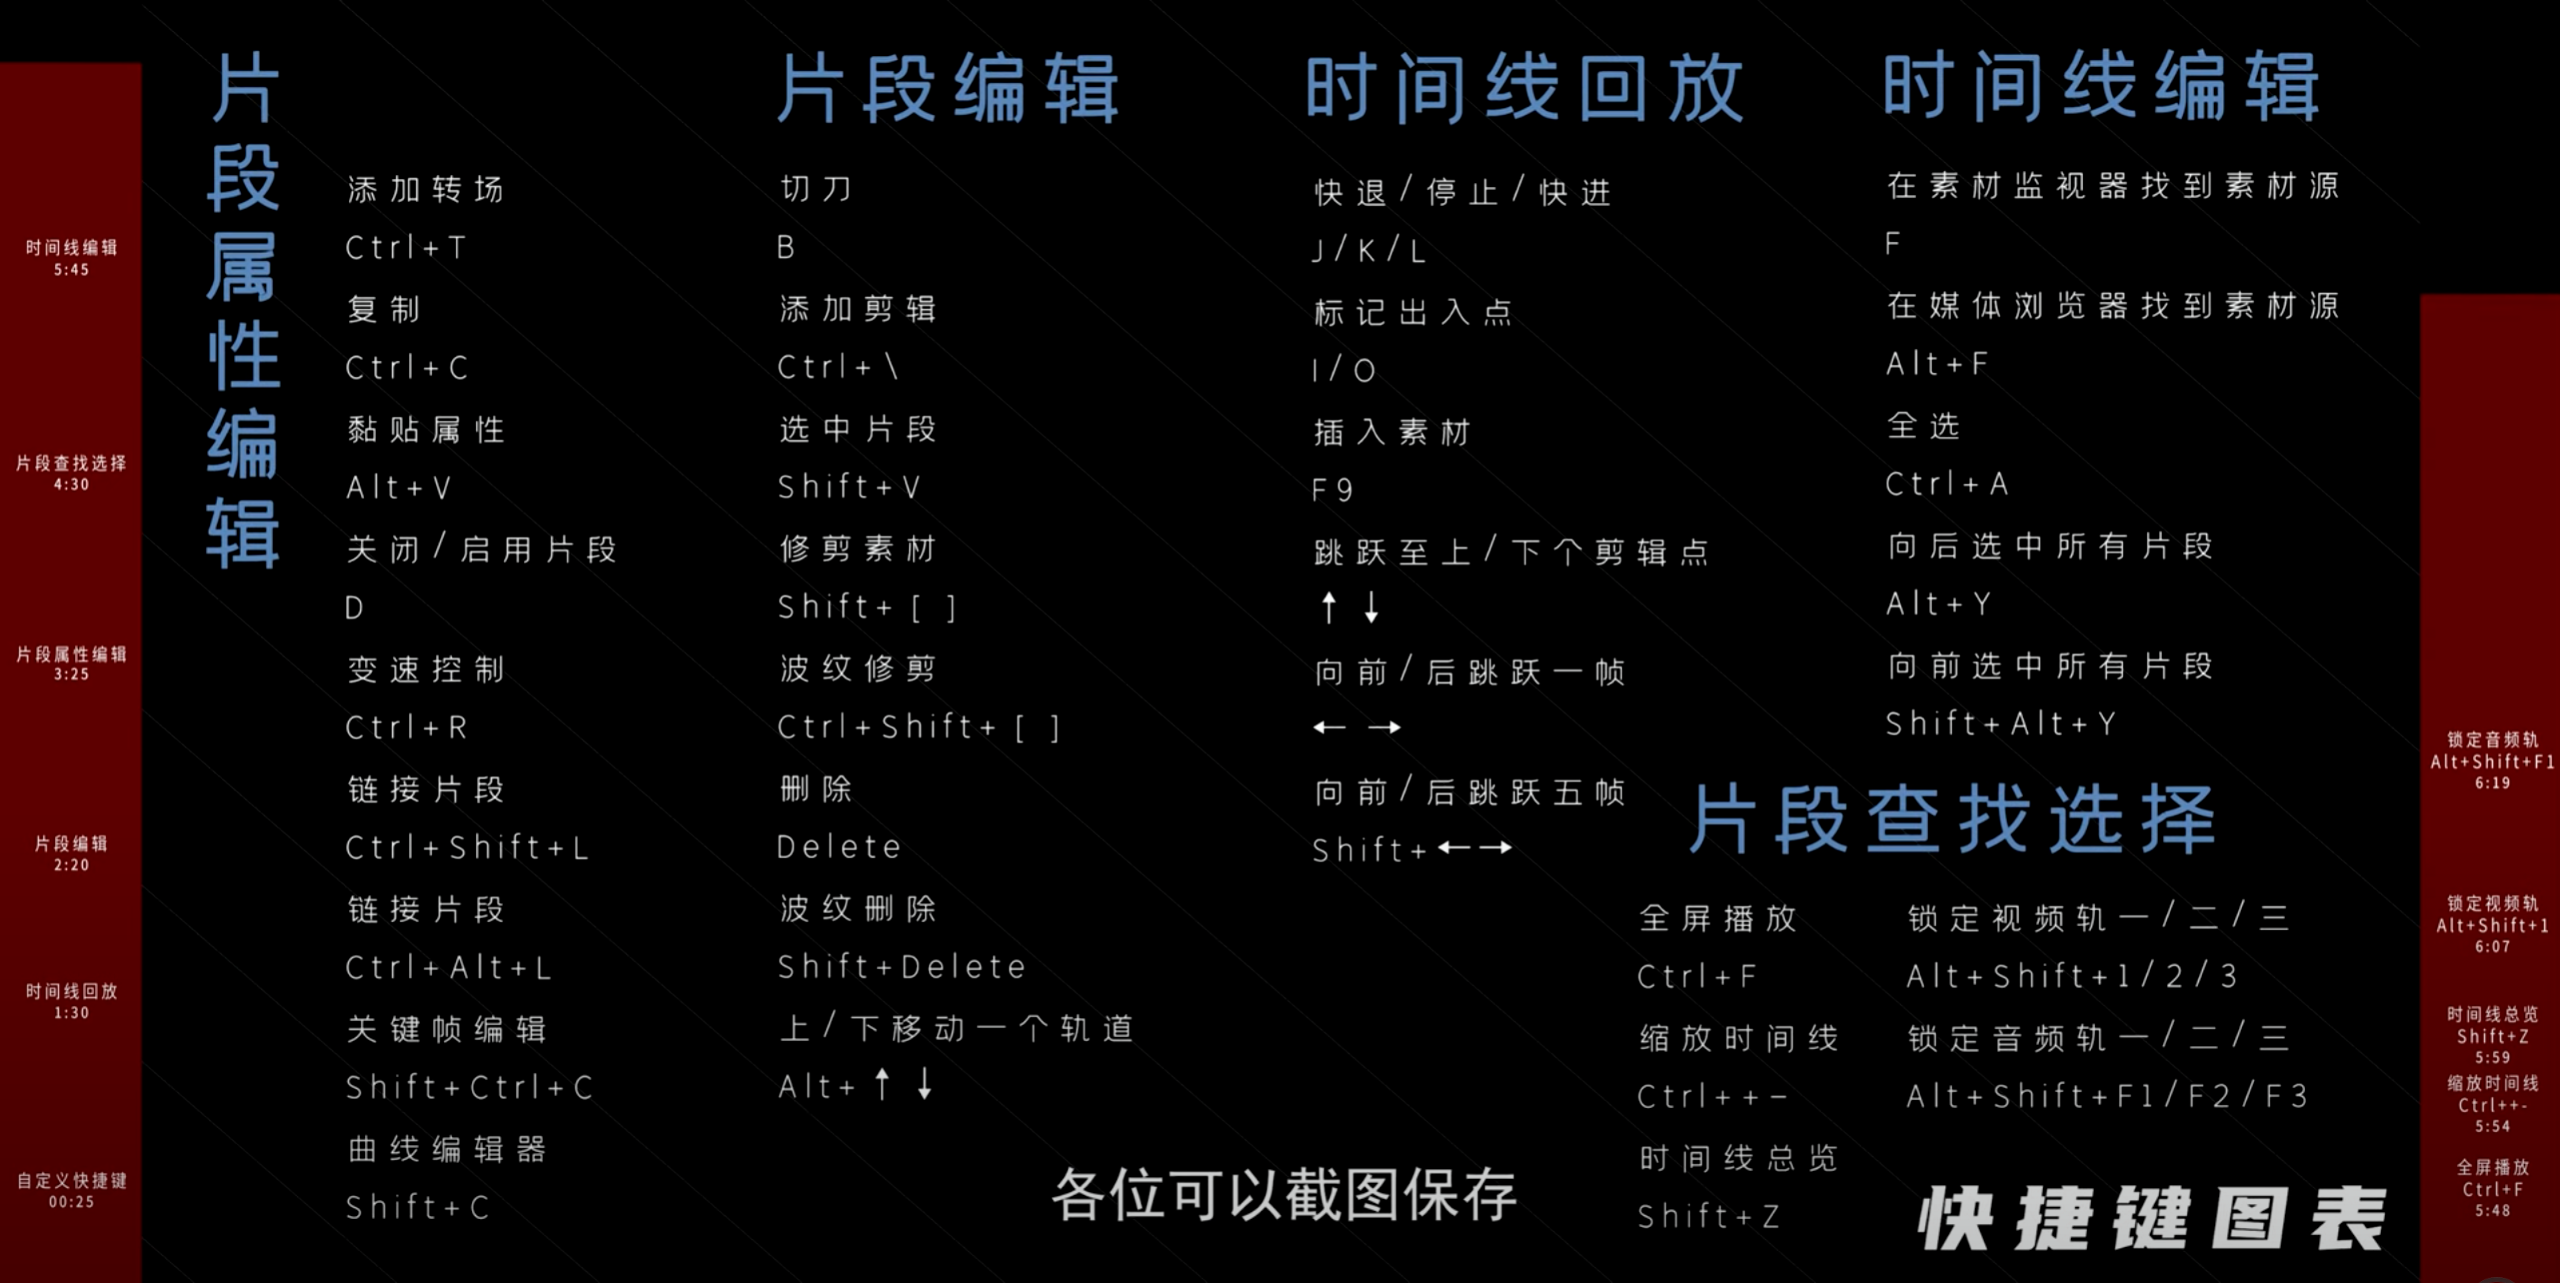 时间线编辑
5:45
片段查找选择
4:30
片段属性编辑
3:25
片段编辑
2:20
时间线回放
1:30
自定义快捷键
00:25
片段属性编辑
添加转场
Ctrl+T
复制
Ctrl+C
黏贴属性
Alt+V
关闭/启用片段
D
变速控制
Ctrl+R
链接片段
Ctrl+Shift+L
链接片段
Ctrl+Alt+L
关键帧编辑
Shift+Ctrl+C
曲线编辑器
Shift+C
片段编辑
切刀
B
添加剪辑
Ctrl+\
选中片段
Shift+V
修剪素材
Shift+[ ]
波纹修剪
Ctrl+Shift+[ ]
删除
Delete
波纹删除
Shift+Delete
上/下移动一个轨道
Alt+↑↓
时间线回放
快退/停止/快进
J/K/L
标记出入点
I/O
插入素材
F9
跳跃至上/下个剪辑点
↑↓
向前/后跳跃一帧
← →
向前/后跳跃五帧
Shift+←→
时间线编辑
在素材监视器找到素材源
F
在媒体浏览器找到素材源
Alt+F
全选
Ctrl+A
向后选中所有片段
Alt+Y
向前选中所有片段
Shift+Alt+Y
片段查找选择
全屏播放
Ctrl+F
缩放时间线
Ctrl++-
时间线总览
Shift+Z
锁定视频轨一/二/三
Alt+Shift+1/2/3
锁定音频轨一/二/三
Alt+Shift+F1/F2/F3
各位可以截图保存
快捷键图表
锁定音频轨
Alt+Shift+F1
6:19
锁定视频轨
Alt+Shift+1
6:07
时间线总览
Shift+Z
5:59
缩放时间线
Ctrl++-
5:54
全屏播放
Ctrl+F
5:48